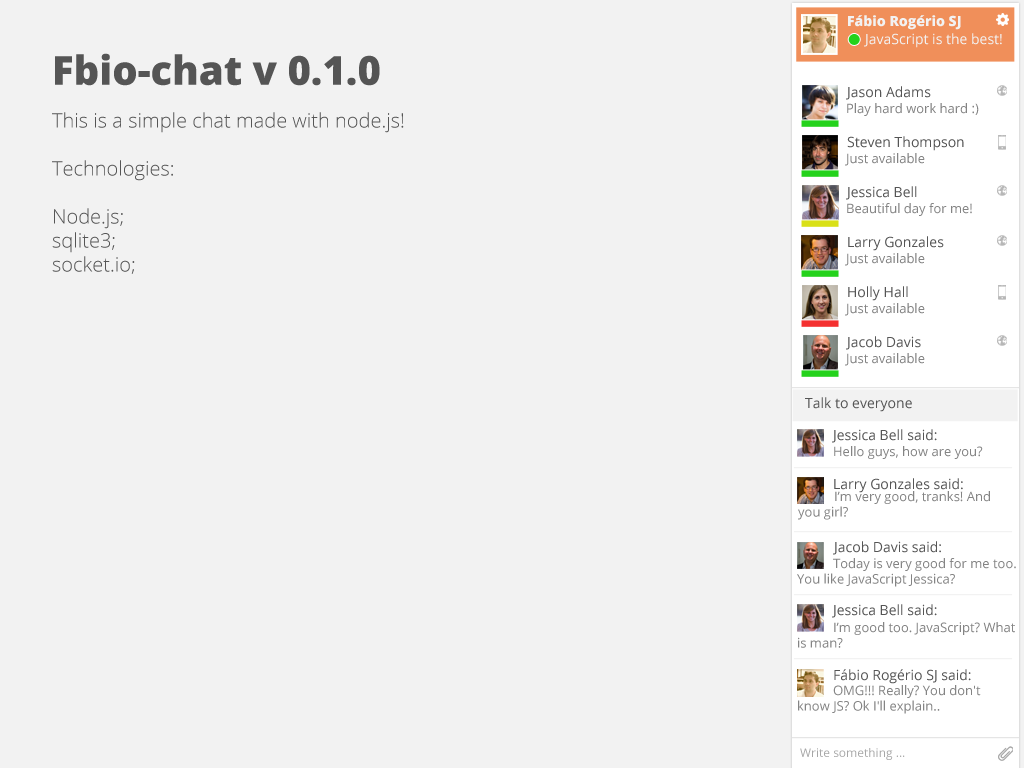 Fbio-chat v 0.1.0
This is a simple chat made with node.js!
Technologies:
Node.js;
sqlite3;
socket.io;
Fábio Rogério SJ
JavaScript is the best!
Jason Adams
Play hard work hard :)
Steven Thompson
Just available
Jessica Bell
Beautiful day for me!
Larry Gonzales
Just available
Holly Hall
Just available
Jacob Davis
Just available
Talk to everyone
Jessica Bell said:
Hello guys, how are you?
Larry Gonzales said:
I'm very good, tranks! And
you girl?
Jacob Davis said:
Today is very good for me too.
You like JavaScript Jessica?
Jessica Bell said:
I'm good too. JavaScript? What
is man?
Fábio Rogério SJ said:
OMG!!! Really? You don't
know JS? Ok I'll explain..
Write something ...